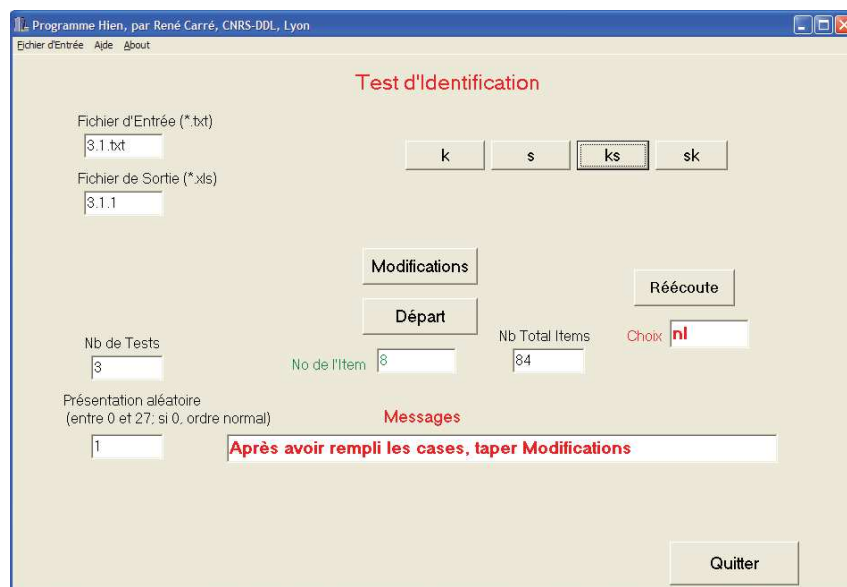 Programme Hien, par René Carré, CNRS-DDL, Lyon
Fichier d'Entrée Ajde About
Test d'Identification
Fichier d'Entrée (*.txt)
3.1.txt
k s ks sk
Fichier de Sortie (*.xls)
3.1.1
Modifications
Réécoute
Départ
Nb de Tests
Nb Total Items
Choix nl
3
No de l'Item 8
84
Présentation aléatoire
(entre 0 et 27; si 0, ordre normal)
Messages
1
Après avoir rempli les cases, taper Modifications
Quitter